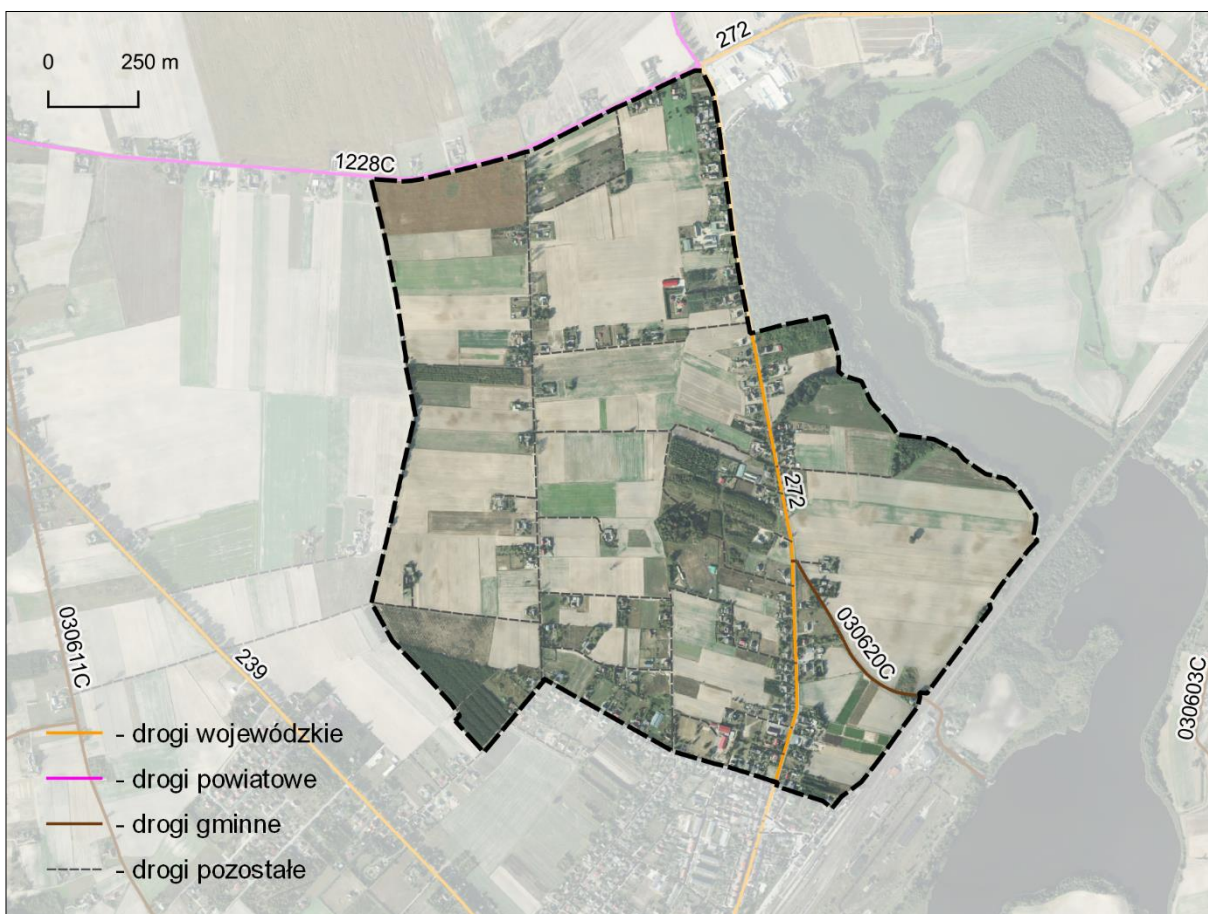 272
0 250 m
1228C
272
030620C
030611C
239
030603C
- drogi wojewódzkie
- drogi powiatowe
- drogi gminne
- drogi pozostałe